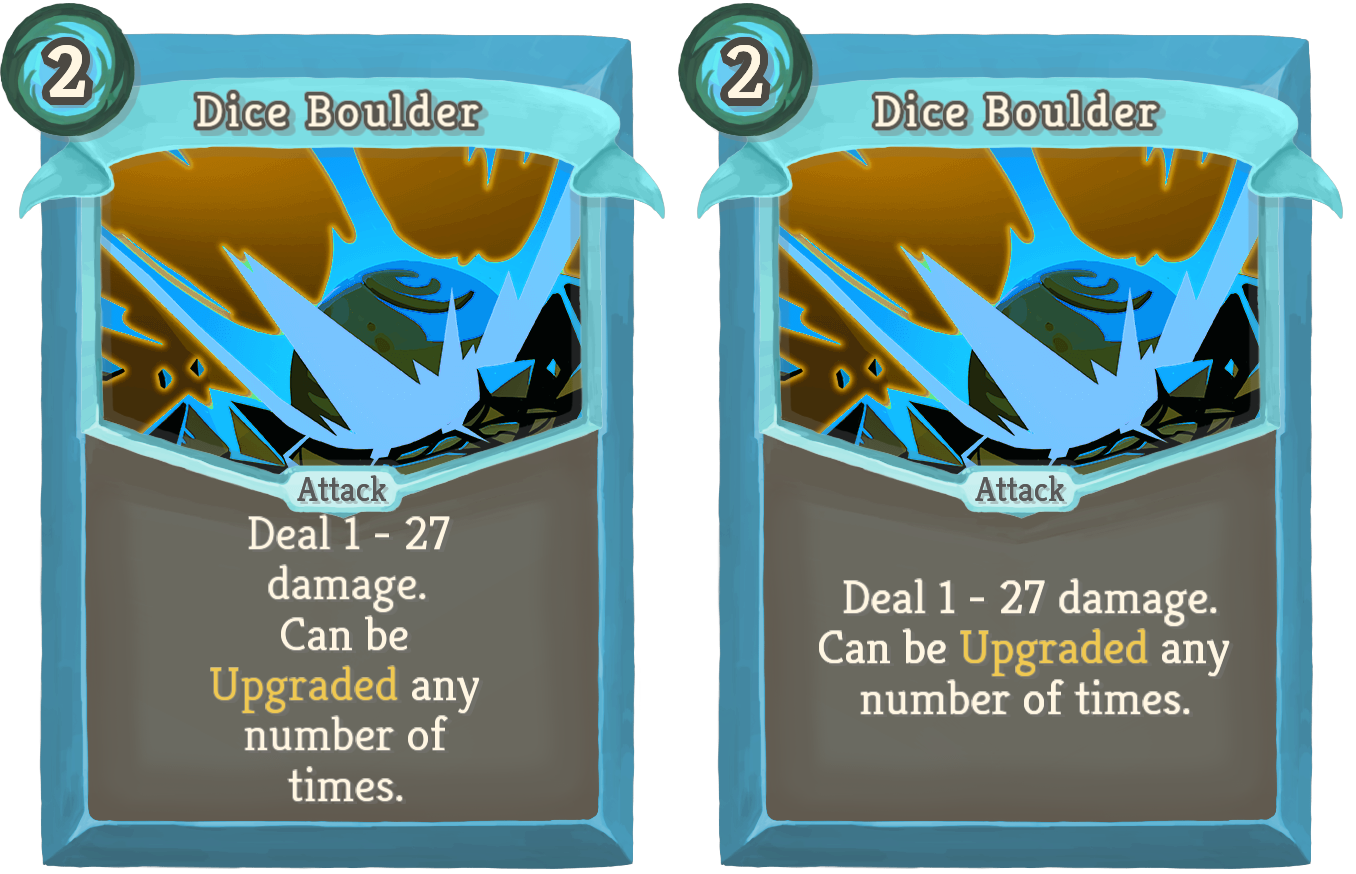 2
Dice Boulder
Attack
Deal 1 - 27
damage.
Can be
Upgraded any
number of
times.
2
Dice Boulder
Attack
Deal 1 - 27 damage.
Can be Upgraded any
number of times.